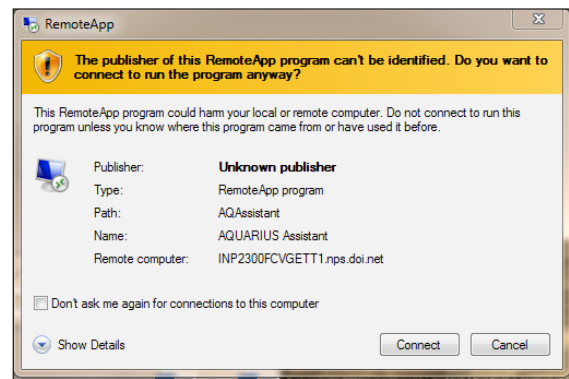 RemoteApp
The publisher of this RemoteApp program can't be identified. Do you want to
connect to run the program anyway?
This RemoteApp program could harm your local or remote computer. Do not connect to run this
program unless you know where this program came from or have used it before.
Publisher: Unknown publisher
Type: RemoteApp program
Path: AQAssistant
Name: AQUARIUS Assistant
Remote computer: INP2300FCVGETT1.nps.doi.net
Don't ask me again for connections to this computer
Show Details Connect Cancel